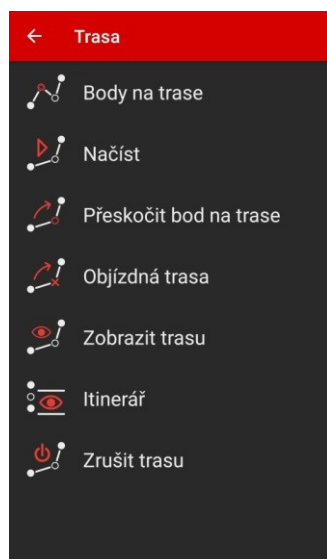 Trasa
Body na trase
Načíst
Přeskočit bod na trase
Objízdná trasa
Zobrazit trasu
Itinerář
Zrušit trasu